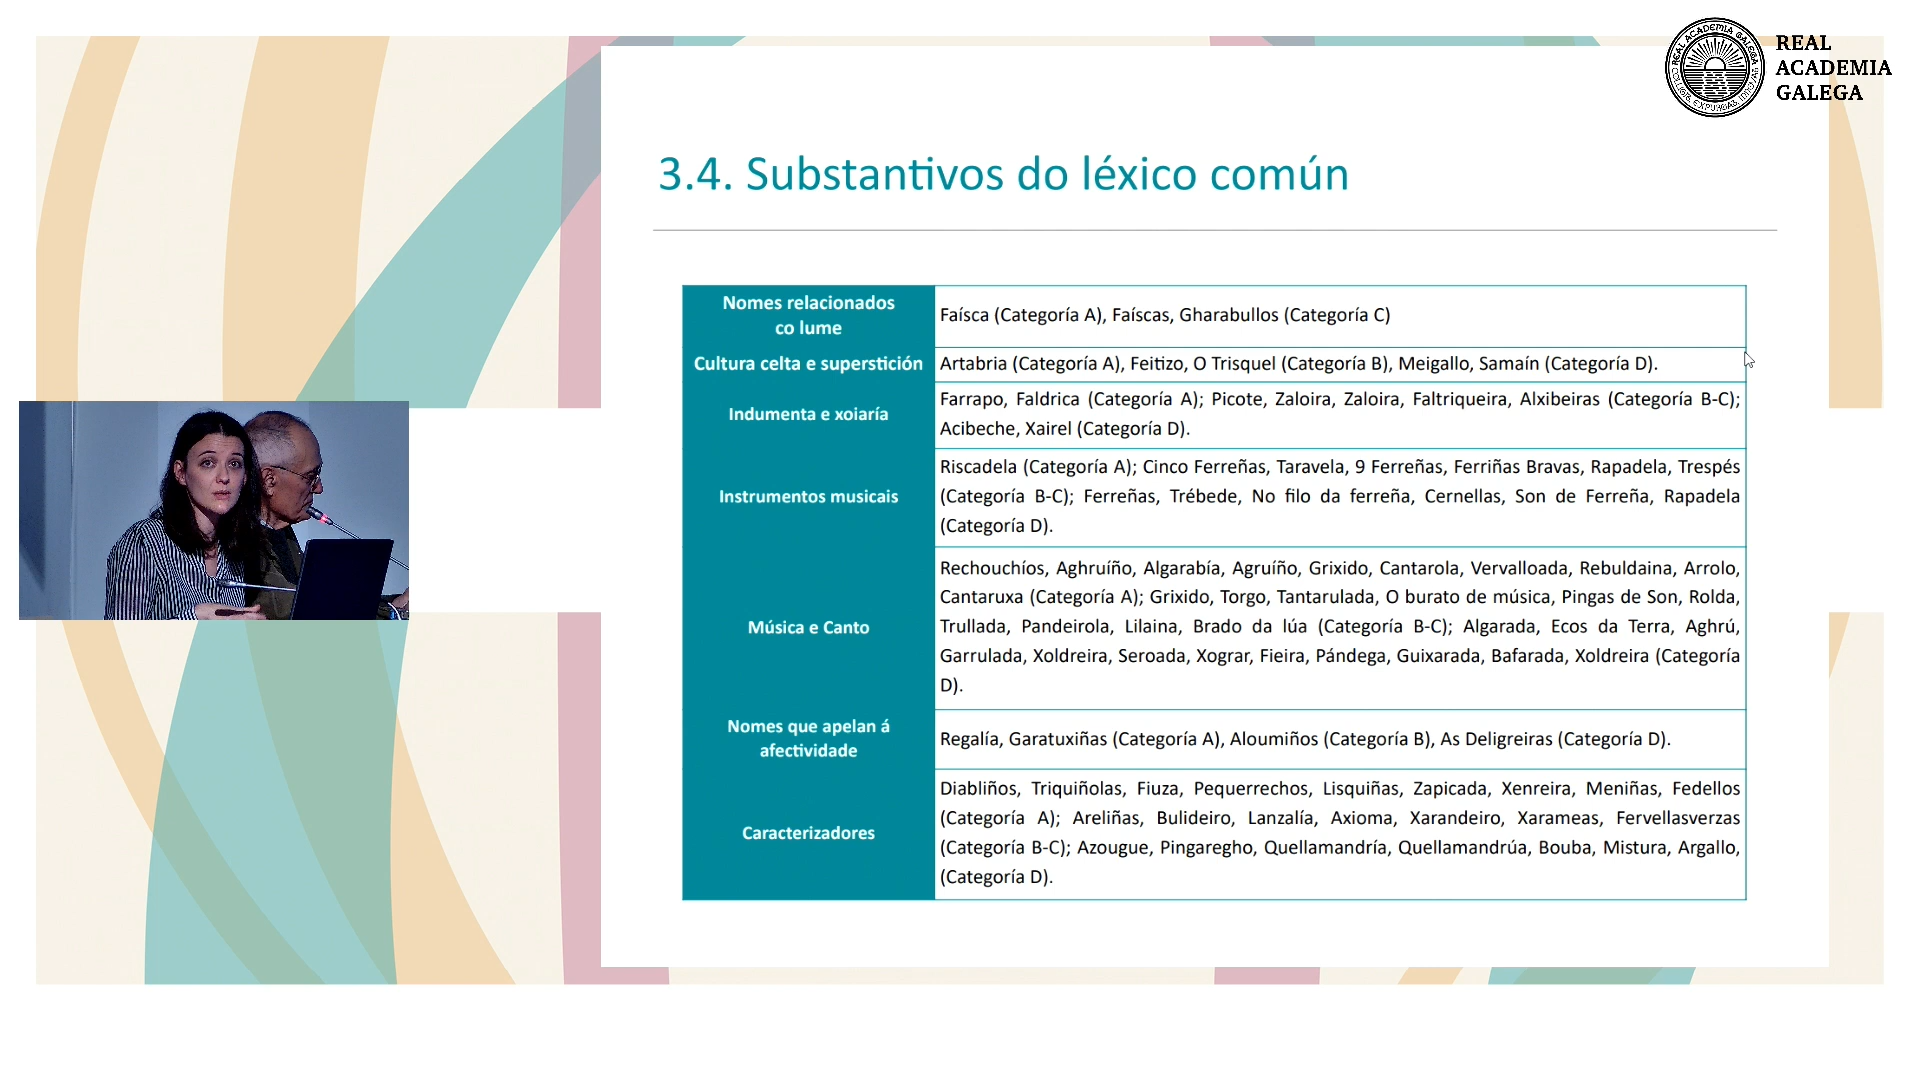 REAL
ACADEMIA
GALEGA
REAL ACADEMIA GALEGA
3.4. Substantivos do léxico común
Nomes relacionados
co lume
Faísca (Categoría A), Faíscas, Gharabullos (Categoría C)
Cultura celta e superstición
Artabria (Categoría A), Feitizo, O Trisquel (Categoría B), Meigallo, Samaín (Categoría D).
Indumenta e xoiaría
Farrapo, Faldrica (Categoría A); Picote, Zaloira, Zaloira, Faltriqueira, Alxibeiras (Categoría B-C);
Acibeche, Xairel (Categoría D).
Instrumentos musicais
Riscadela (Categoría A); Cinco Ferreñas, Taravela, 9 Ferreñas, Ferriñas Bravas, Rapadela, Trespés
(Categoría B-C); Ferreñas, Trébede, No filo da ferreña, Cernellas, Son de Ferreña, Rapadela
(Categoría D).
Música e Canto
Rechouchíos, Aghruíño, Algarabía, Agruíño, Grixido, Cantarola, Vervalloada, Rebuldaina, Arrolo,
Cantaruxa (Categoría A); Grixido, Torgo, Tantarulada, O burato de música, Pingas de Son, Rolda,
Trullada, Pandeirola, Lilaina, Brado da lúa (Categoría B-C); Algarada, Ecos da Terra, Aghrú,
Garrulada, Xoldreira, Seroada, Xograr, Fieira, Pándega, Guixarada, Bafarada, Xoldreira (Categoría
D).
Nomes que apelan á
afectividade
Regalía, Garatuxiñas (Categoría A), Aloumiños (Categoría B), As Deligreiras (Categoría D).
Caracterizadores
Diabliños, Triquiñolas, Fiuza, Pequerrechos, Lisquiñas, Zapicada, Xenreira, Meniñas, Fedellos
(Categoría A); Areliñas, Bulideiro, Lanzalía, Axioma, Xarandeiro, Xarameas, Fervellasverzas
(Categoría B-C); Azougue, Pingaregho, Quellamandría, Quellamandrúa, Bouba, Mistura, Argallo,
(Categoría D).